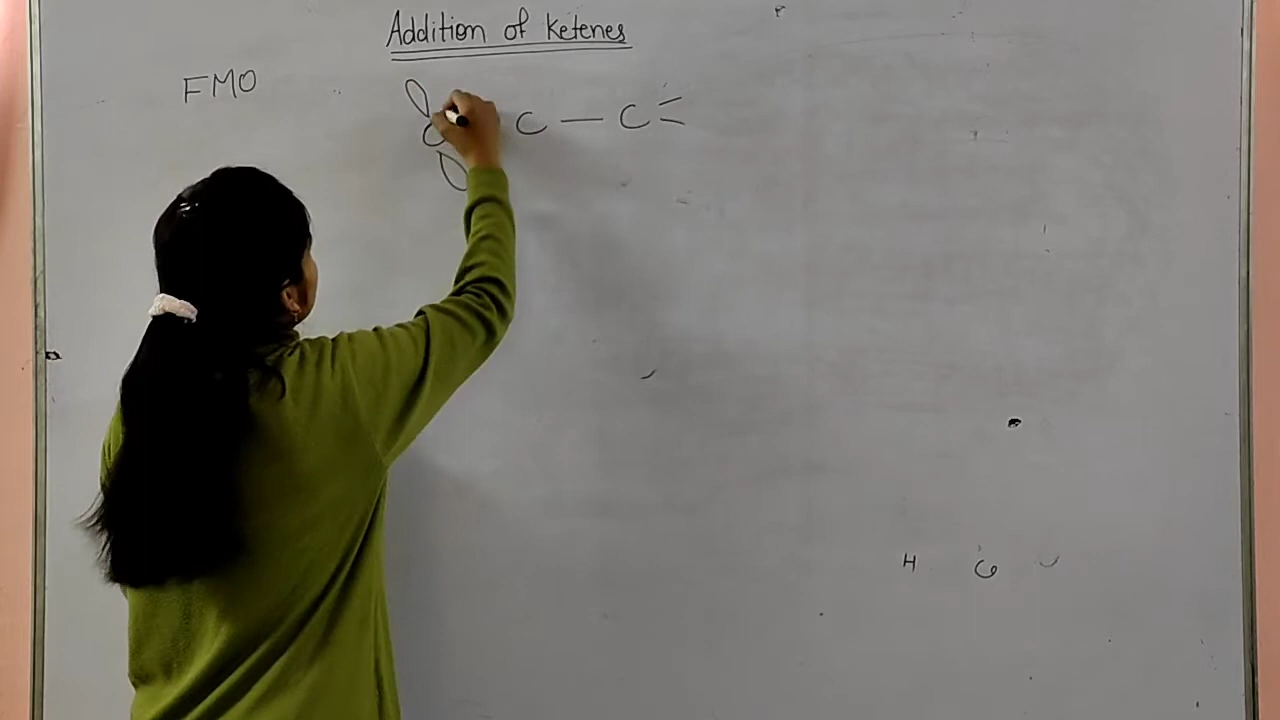 Addition of Ketenes
FMO
C — C
H